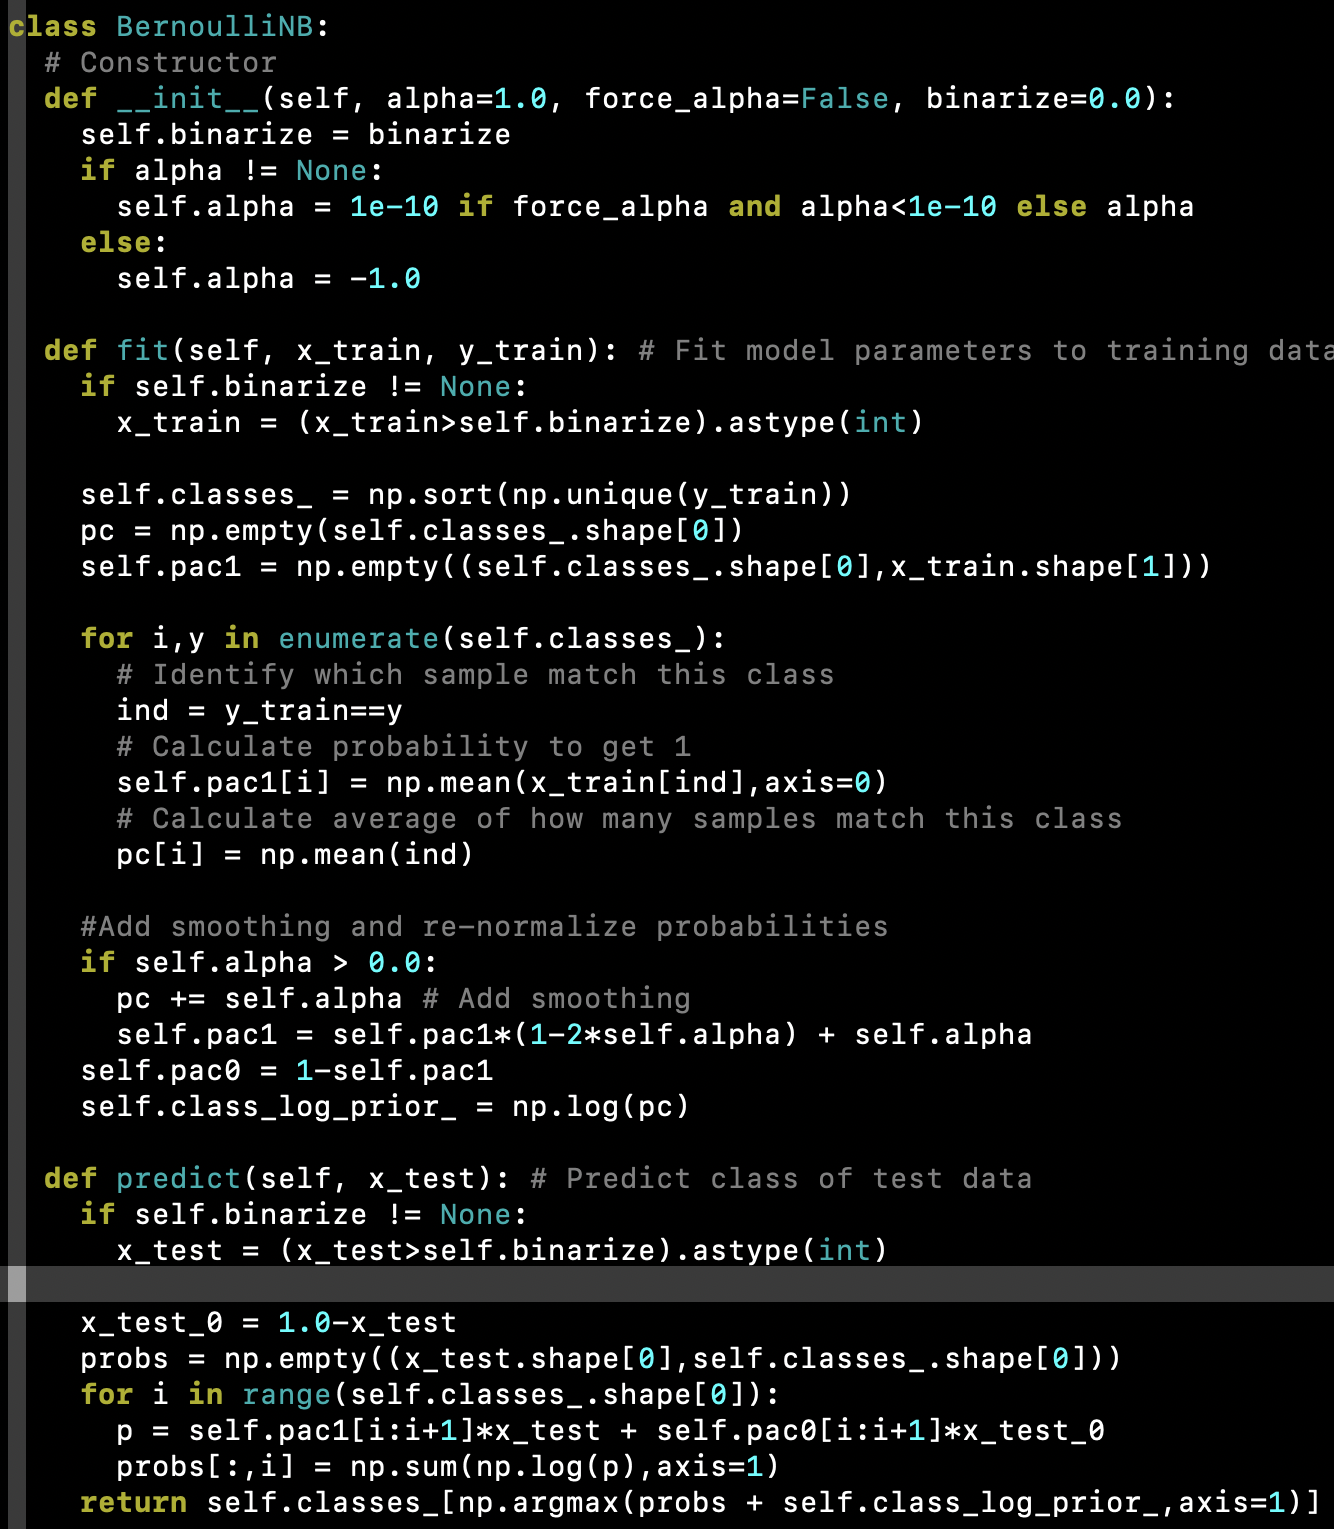 class BernoulliNB:
  # Constructor
  def __init__(self, alpha=1.0, force_alpha=False, binarize=0.0):
    self.binarize = binarize
    if alpha != None:
      self.alpha = 1e-10 if force_alpha and alpha<1e-10 else alpha
    else:
      self.alpha = -1.0

  def fit(self, x_train, y_train): # Fit model parameters to training data
    if self.binarize != None:
      x_train = (x_train>self.binarize).astype(int)

    self.classes_ = np.sort(np.unique(y_train))
    pc = np.empty(self.classes_.shape[0])
    self.pac1 = np.empty((self.classes_.shape[0],x_train.shape[1]))

    for i,y in enumerate(self.classes_):
      # Identify which sample match this class
      ind = y_train==y
      # Calculate probability to get 1
      self.pac1[i] = np.mean(x_train[ind],axis=0)
      # Calculate average of how many samples match this class
      pc[i] = np.mean(ind)

    #Add smoothing and re-normalize probabilities
    if self.alpha > 0.0:
      pc += self.alpha # Add smoothing
      self.pac1 = self.pac1*(1-2*self.alpha) + self.alpha
    self.pac0 = 1-self.pac1
    self.class_log_prior_ = np.log(pc)

  def predict(self, x_test): # Predict class of test data
    if self.binarize != None:
      x_test = (x_test>self.binarize).astype(int)

    x_test_0 = 1.0-x_test
    probs = np.empty((x_test.shape[0],self.classes_.shape[0]))
    for i in range(self.classes_.shape[0]):
      p = self.pac1[i:i+1]*x_test + self.pac0[i:i+1]*x_test_0
      probs[:,i] = np.sum(np.log(p),axis=1)
    return self.classes_[np.argmax(probs + self.class_log_prior_,axis=1)]